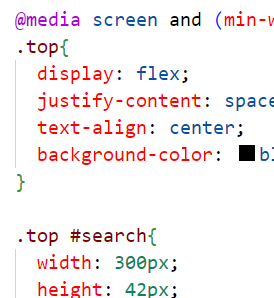 @media screen and (min-
.top{
display: flex;
justify-content: space
text-align: center;
background-color: bl
}
.top #search{
width: 300px;
height: 42px;